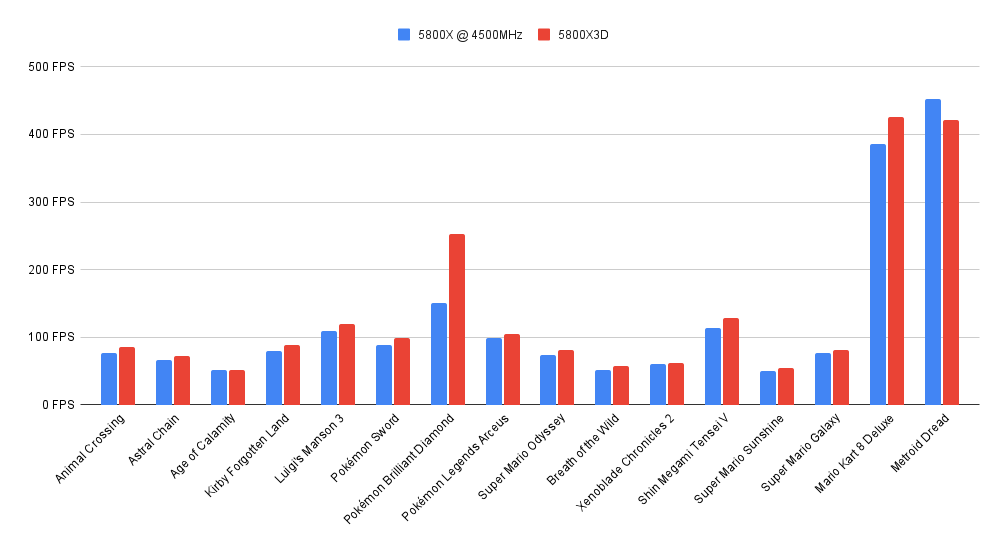 5800X @ 4500MHz 5800X3D
500 FPS
400 FPS
300 FPS
200 FPS
100 FPS
0 FPS
Animal Crossing
Astral Chain
Age of Calamity
Kirby Forgotten Land
Luigi's Manson 3
Pokémon Sword
Pokémon Brilliant Diamond
Pokémon Legends Arceus
Super Mario Odyssey
Breath of the Wild
Xenoblade Chronicles 2
Shin Megami Tensei V
Super Mario Sunshine
Super Mario Galaxy
Mario Kart 8 Deluxe
Metroid Dread